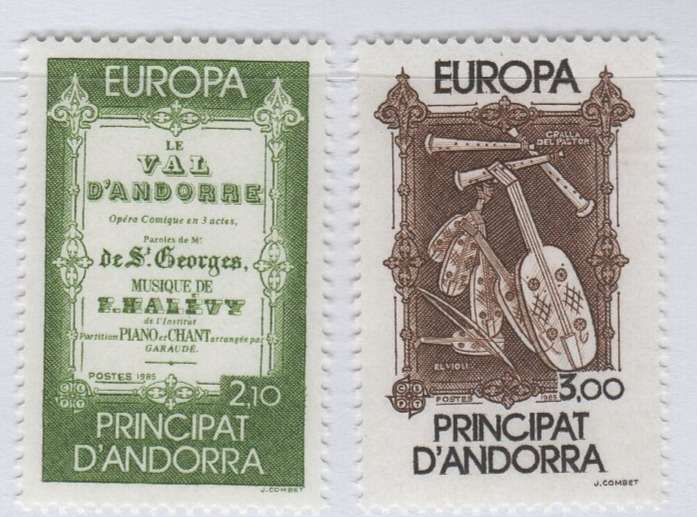 EUROPA
LE
VAL
D'ANDORRE
Opéra Comique en 3 actes,
Paroles de Mr
de St Georges,
MUSIQUE DE
F. HALÉVY
de l'Institut
Partition PIANO et CHANT arrangée par
GARAUDÉ.
POSTES 1985
2,10
CEPT
PRINCIPAT
D'ANDORRA
J. COMBET
EUROPA
GRALLA
DEL PASTOR
EL VIOLI
POSTES 1985
3,00
CEPT
PRINCIPAT
D'ANDORRA
J. COMBET